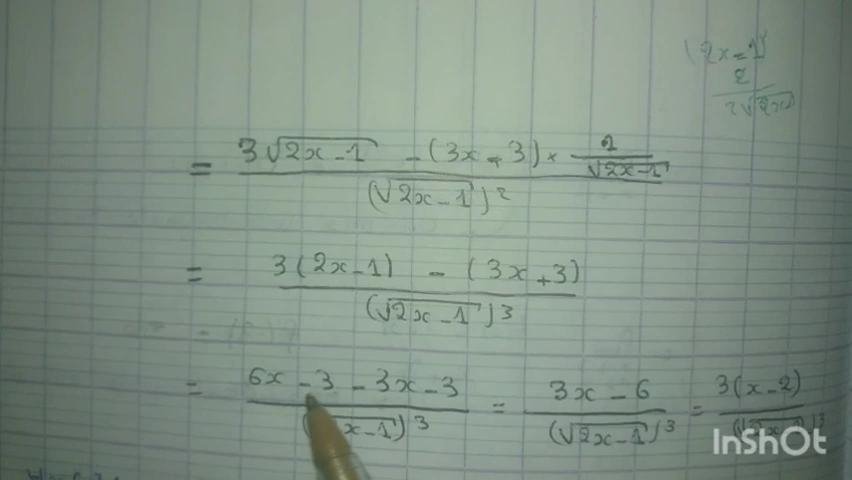 (2x-1)'
2
2√(2x-1)
= (3√(2x-1) - (3x+3) × 1/√(2x-1)) / (√(2x-1))²
= (3(2x-1) - (3x+3)) / (√(2x-1))³
= (6x - 3 - 3x - 3) / ( x-1)³ = (3x - 6) / (√(2x-1))³ = 3(x-2) / (√(2x-1))³
InShOt